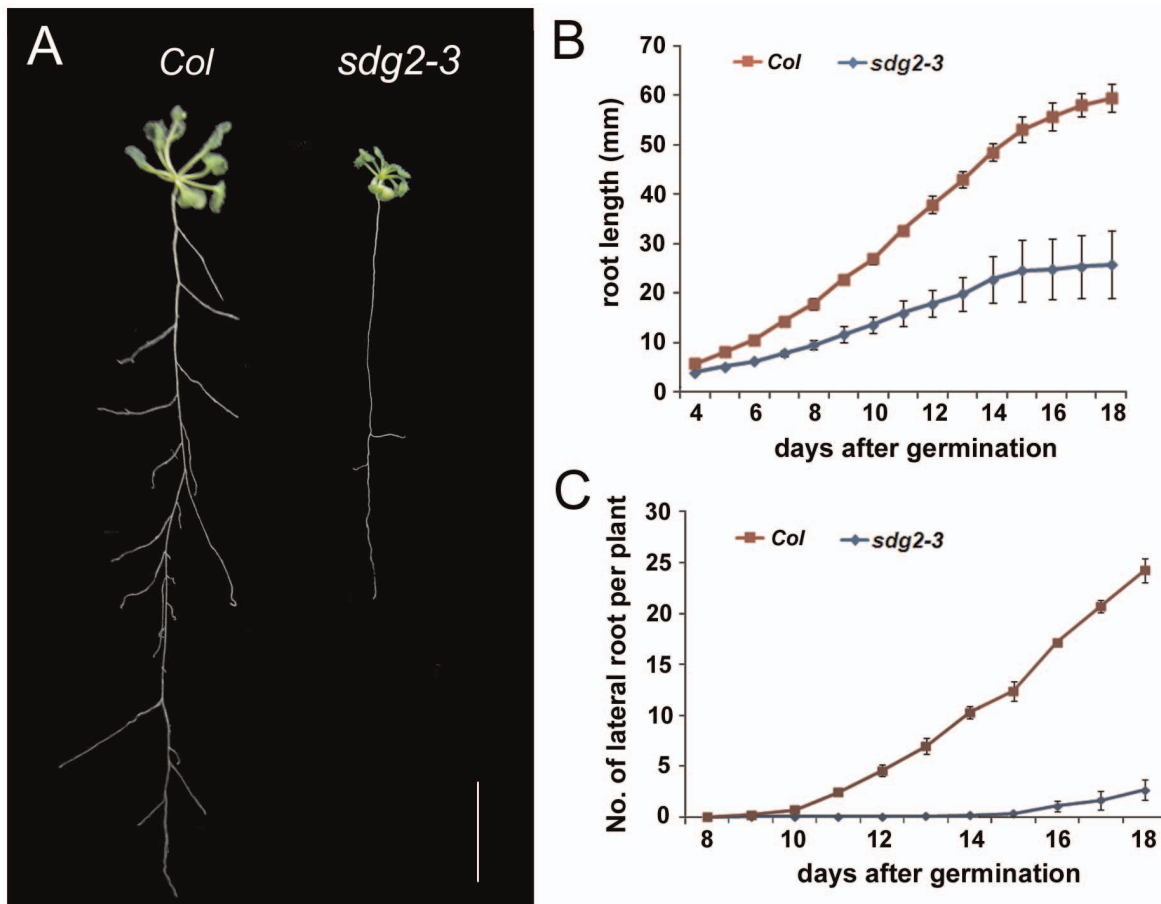 A
Col
sdg2-3
B
root length (mm)
70
60
50
40
30
20
10
0
Col
sdg2-3
4 6 8 10 12 14 16 18
days after germination
C
No. of lateral root per plant
30
25
20
15
10
5
0
Col
sdg2-3
8 10 12 14 16 18
days after germination